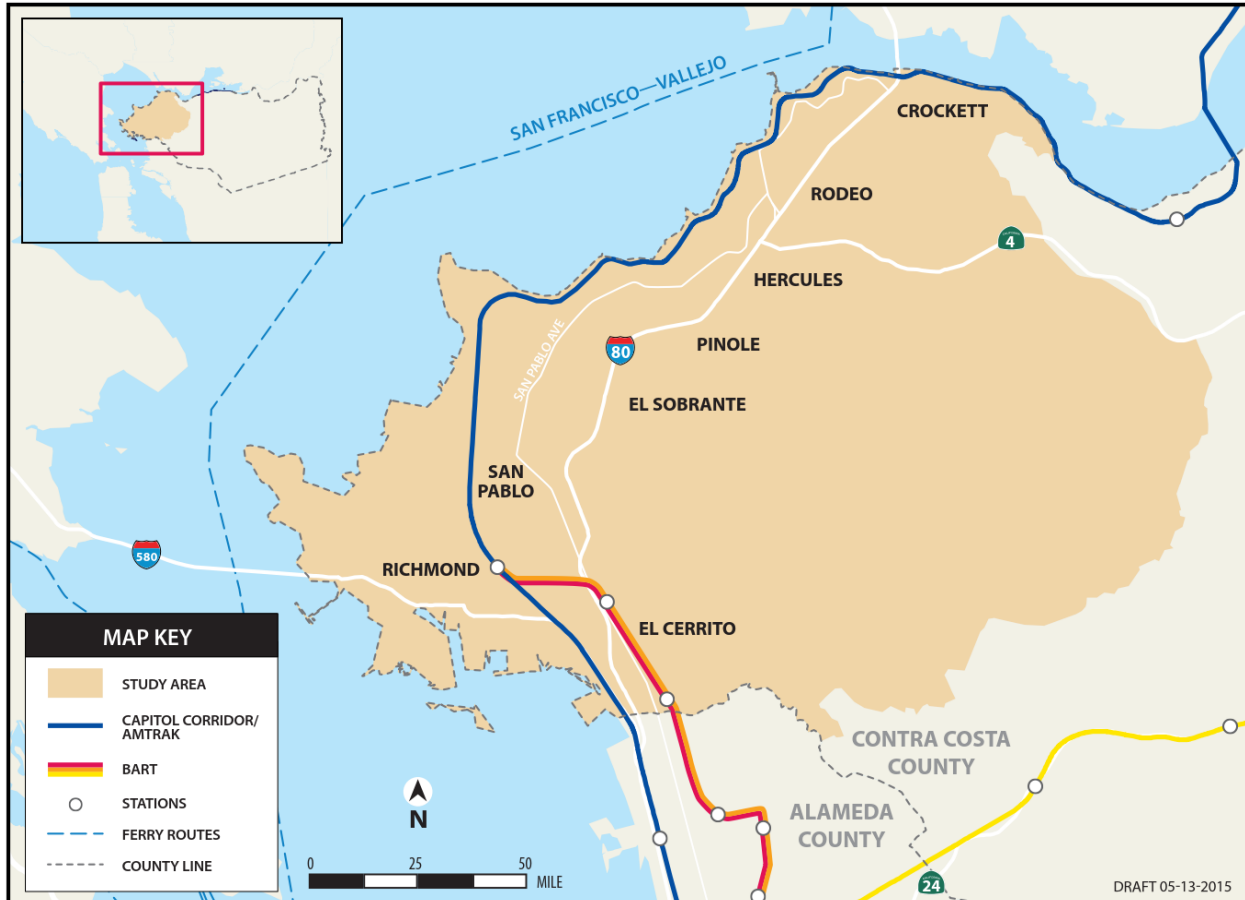 SAN FRANCISCO—VALLEJO
CROCKETT
RODEO
4
HERCULES
SAN PABLO AVE
80
PINOLE
EL SOBRANTE
SAN
PABLO
580
RICHMOND
EL CERRITO
MAP KEY
STUDY AREA
CAPITOL CORRIDOR/
AMTRAK
BART
STATIONS
FERRY ROUTES
COUNTY LINE
N
0 25 50
MILE
CONTRA COSTA
COUNTY
ALAMEDA
COUNTY
24
DRAFT 05-13-2015